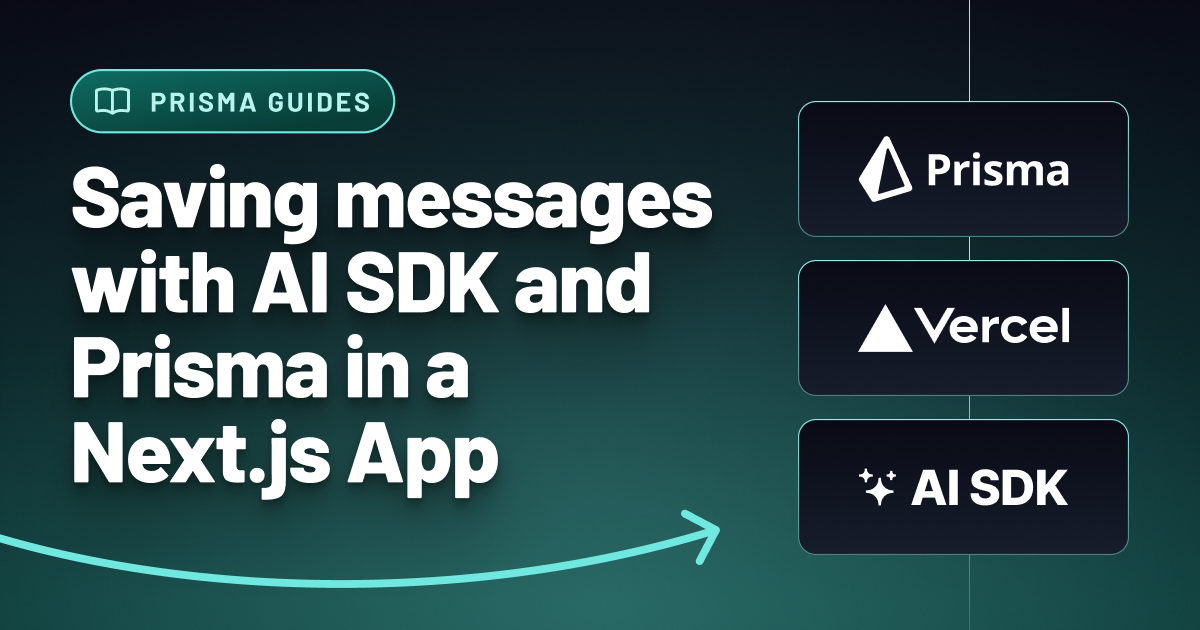 PRISMA GUIDES
Saving messages
with AI SDK and
Prisma in a
Next.js App
Prisma
Vercel
AI SDK